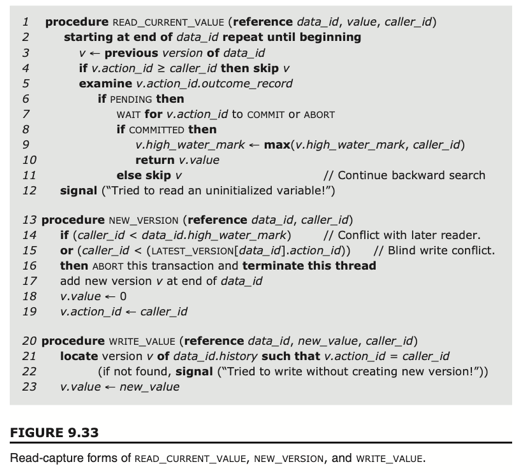 1 procedure READ_CURRENT_VALUE (reference data_id, value, caller_id)
2 starting at end of data_id repeat until beginning
3 v ← previous version of data_id
4 if v.action_id ≥ caller_id then skip v
5 examine v.action_id.outcome_record
6 if PENDING then
7 WAIT for v.action_id to COMMIT or ABORT
8 if COMMITTED then
9 v.high_water_mark ← max(v.high_water_mark, caller_id)
10 return v.value
11 else skip v // Continue backward search
12 signal ("Tried to read an uninitialized variable!")
13 procedure NEW_VERSION (reference data_id, caller_id)
14 if (caller_id < data_id.high_water_mark) // Conflict with later reader.
15 or (caller_id < (LATEST_VERSION[data_id].action_id)) // Blind write conflict.
16 then ABORT this transaction and terminate this thread
17 add new version v at end of data_id
18 v.value ← 0
19 v.action_id ← caller_id
20 procedure WRITE_VALUE (reference data_id, new_value, caller_id)
21 locate version v of data_id.history such that v.action_id = caller_id
22 (if not found, signal ("Tried to write without creating new version!"))
23 v.value ← new_value
FIGURE 9.33
Read-capture forms of READ_CURRENT_VALUE, NEW_VERSION, and WRITE_VALUE.